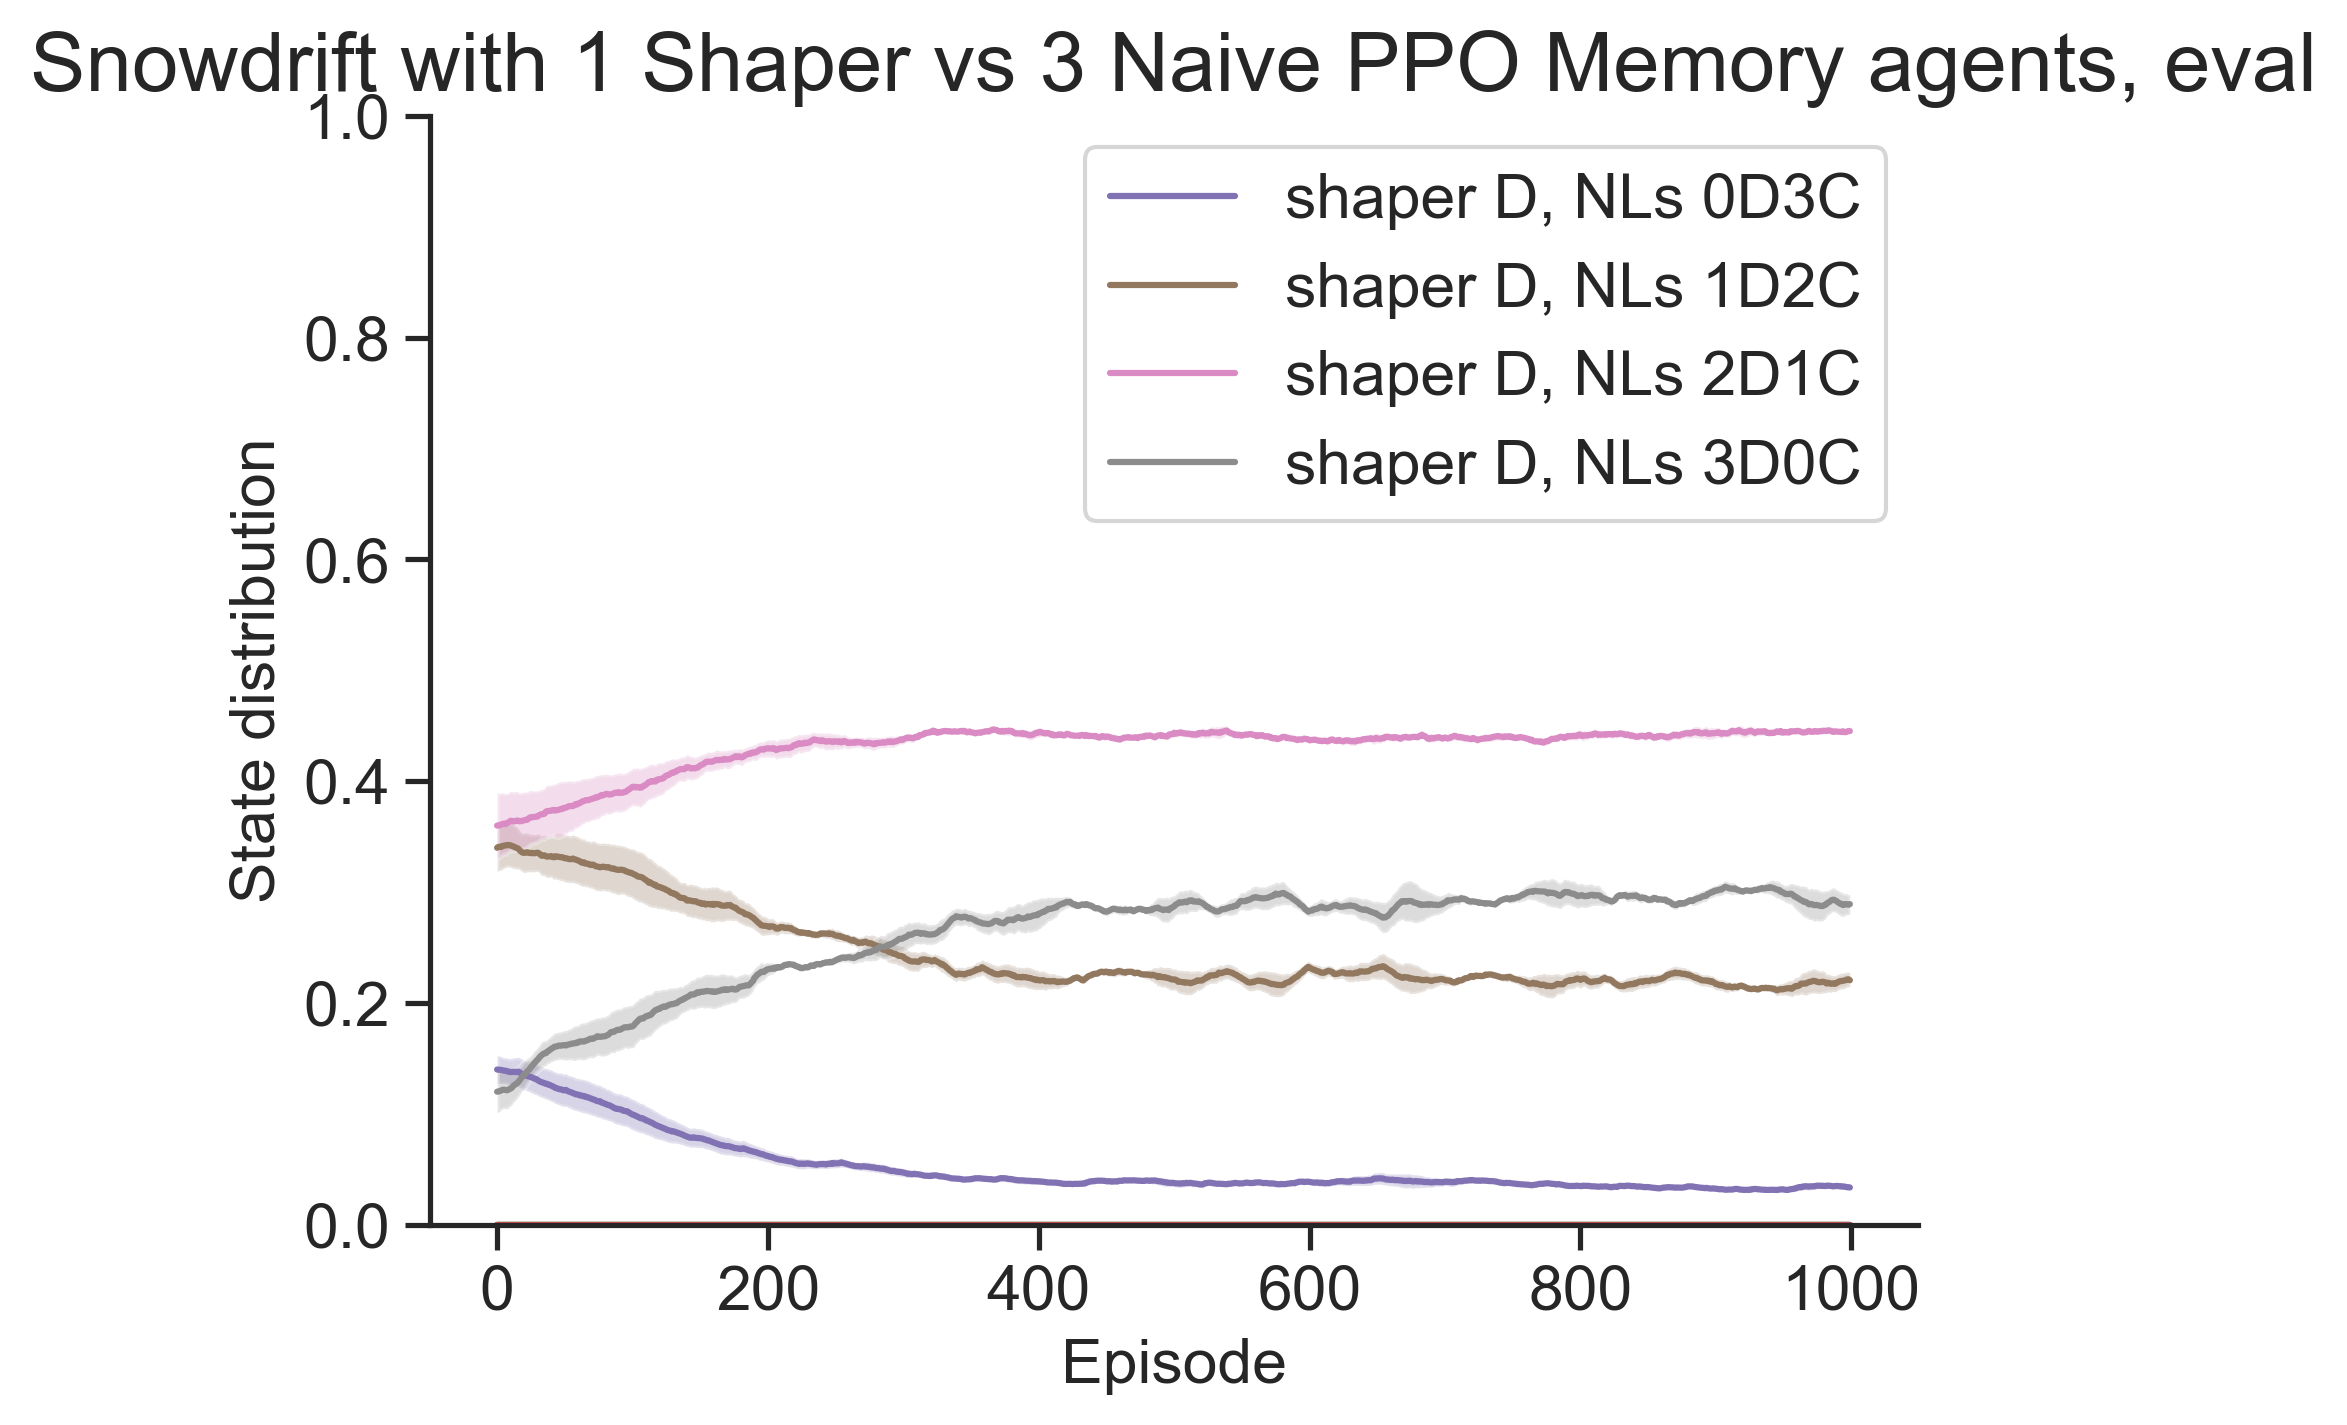 Snowdrift with 1 Shaper vs 3 Naive PPO Memory agents, eval
1.0
0.8
0.6
0.4
0.2
0.0
State distribution
shaper D, NLs 0D3C
shaper D, NLs 1D2C
shaper D, NLs 2D1C
shaper D, NLs 3D0C
0 200 400 600 800 1000
Episode